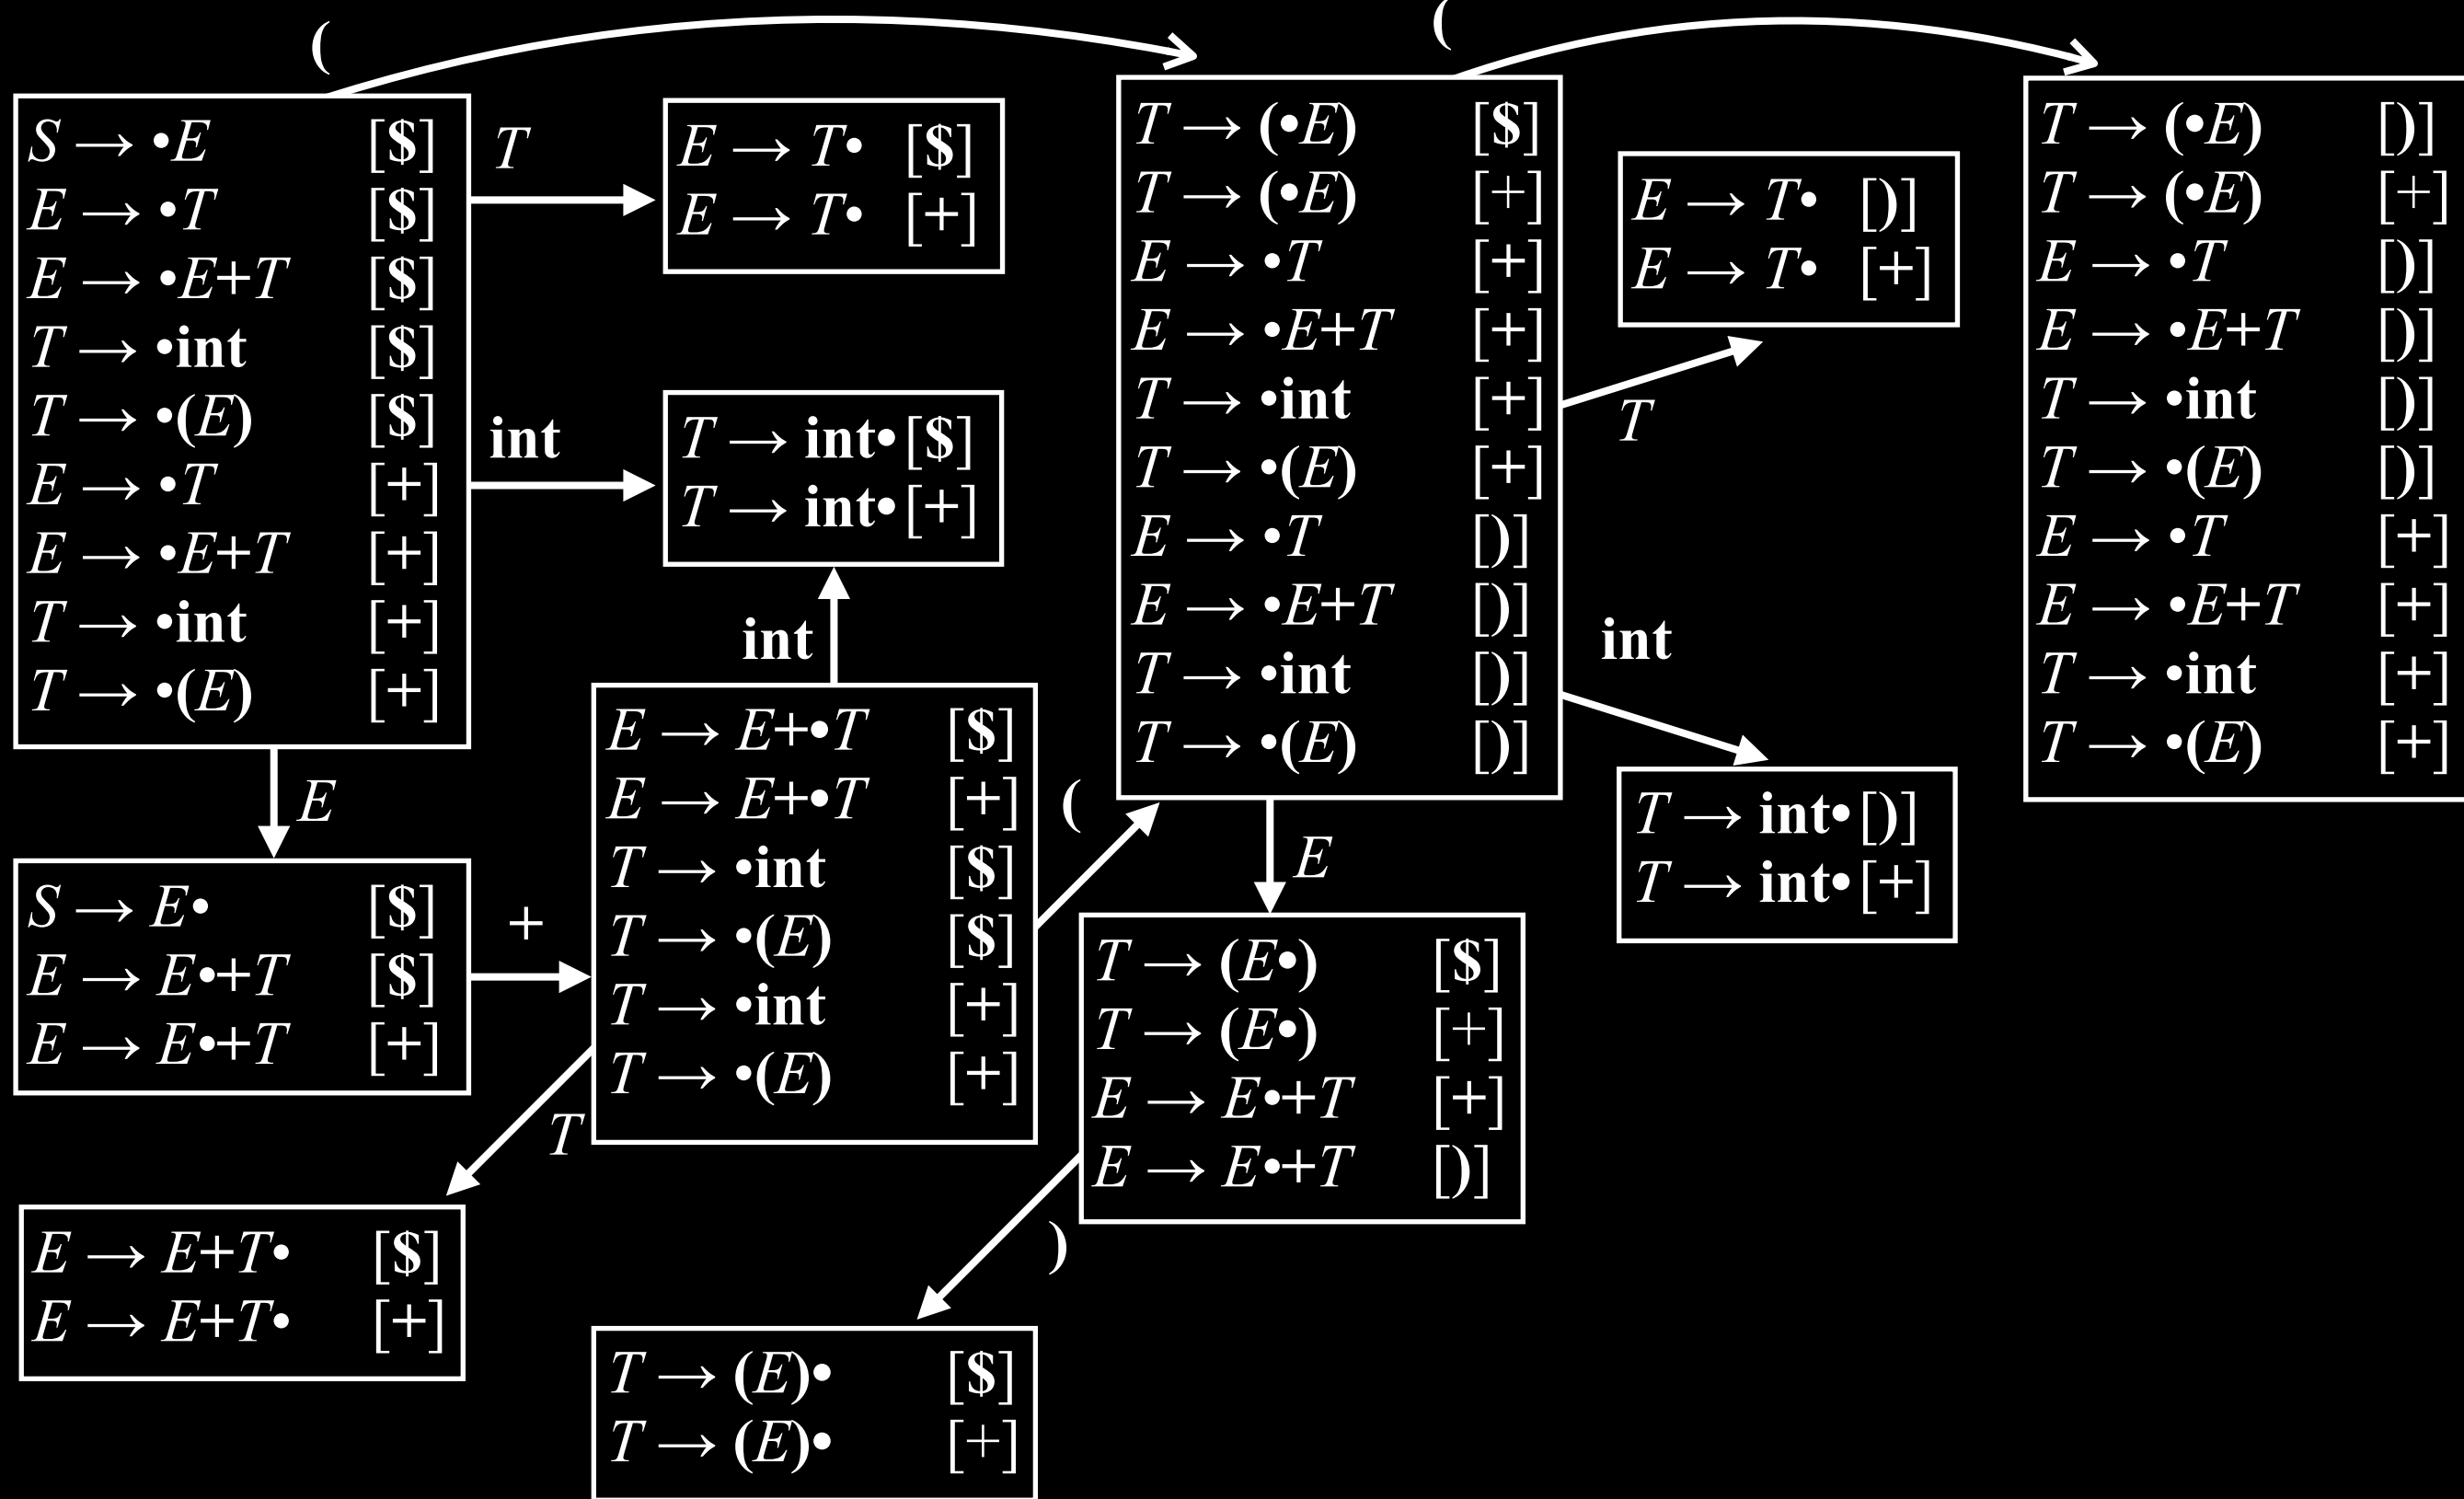 (
(
S → •E [$]
E → •T [$]
E → •E+T [$]
T → •int [$]
T → •(E) [$]
E → •T [+]
E → •E+T [+]
T → •int [+]
T → •(E) [+]
T
E → T• [$]
E → T• [+]
int
T → int• [$]
T → int• [+]
int
T → (•E) [$]
T → (•E) [+]
E → •T [+]
E → •E+T [+]
T → •int [+]
T → •(E) [+]
E → •T [)]
E → •E+T [)]
T → •int [)]
T → •(E) [)]
E → T• [)]
E → T• [+]
T
int
T → int• [)]
T → int• [+]
T → (•E) [)]
T → (•E) [+]
E → •T [)]
E → •E+T [)]
T → •int [)]
T → •(E) [)]
E → •T [+]
E → •E+T [+]
T → •int [+]
T → •(E) [+]
E
S → E• [$]
E → E•+T [$]
E → E•+T [+]
+
E → E+•T [$]
E → E+•T [+]
T → •int [$]
T → •(E) [$]
T → •int [+]
T → •(E) [+]
(
E
T → (E•) [$]
T → (E•) [+]
E → E•+T [+]
E → E•+T [)]
T
E → E+T• [$]
E → E+T• [+]
)
T → (E)• [$]
T → (E)• [+]